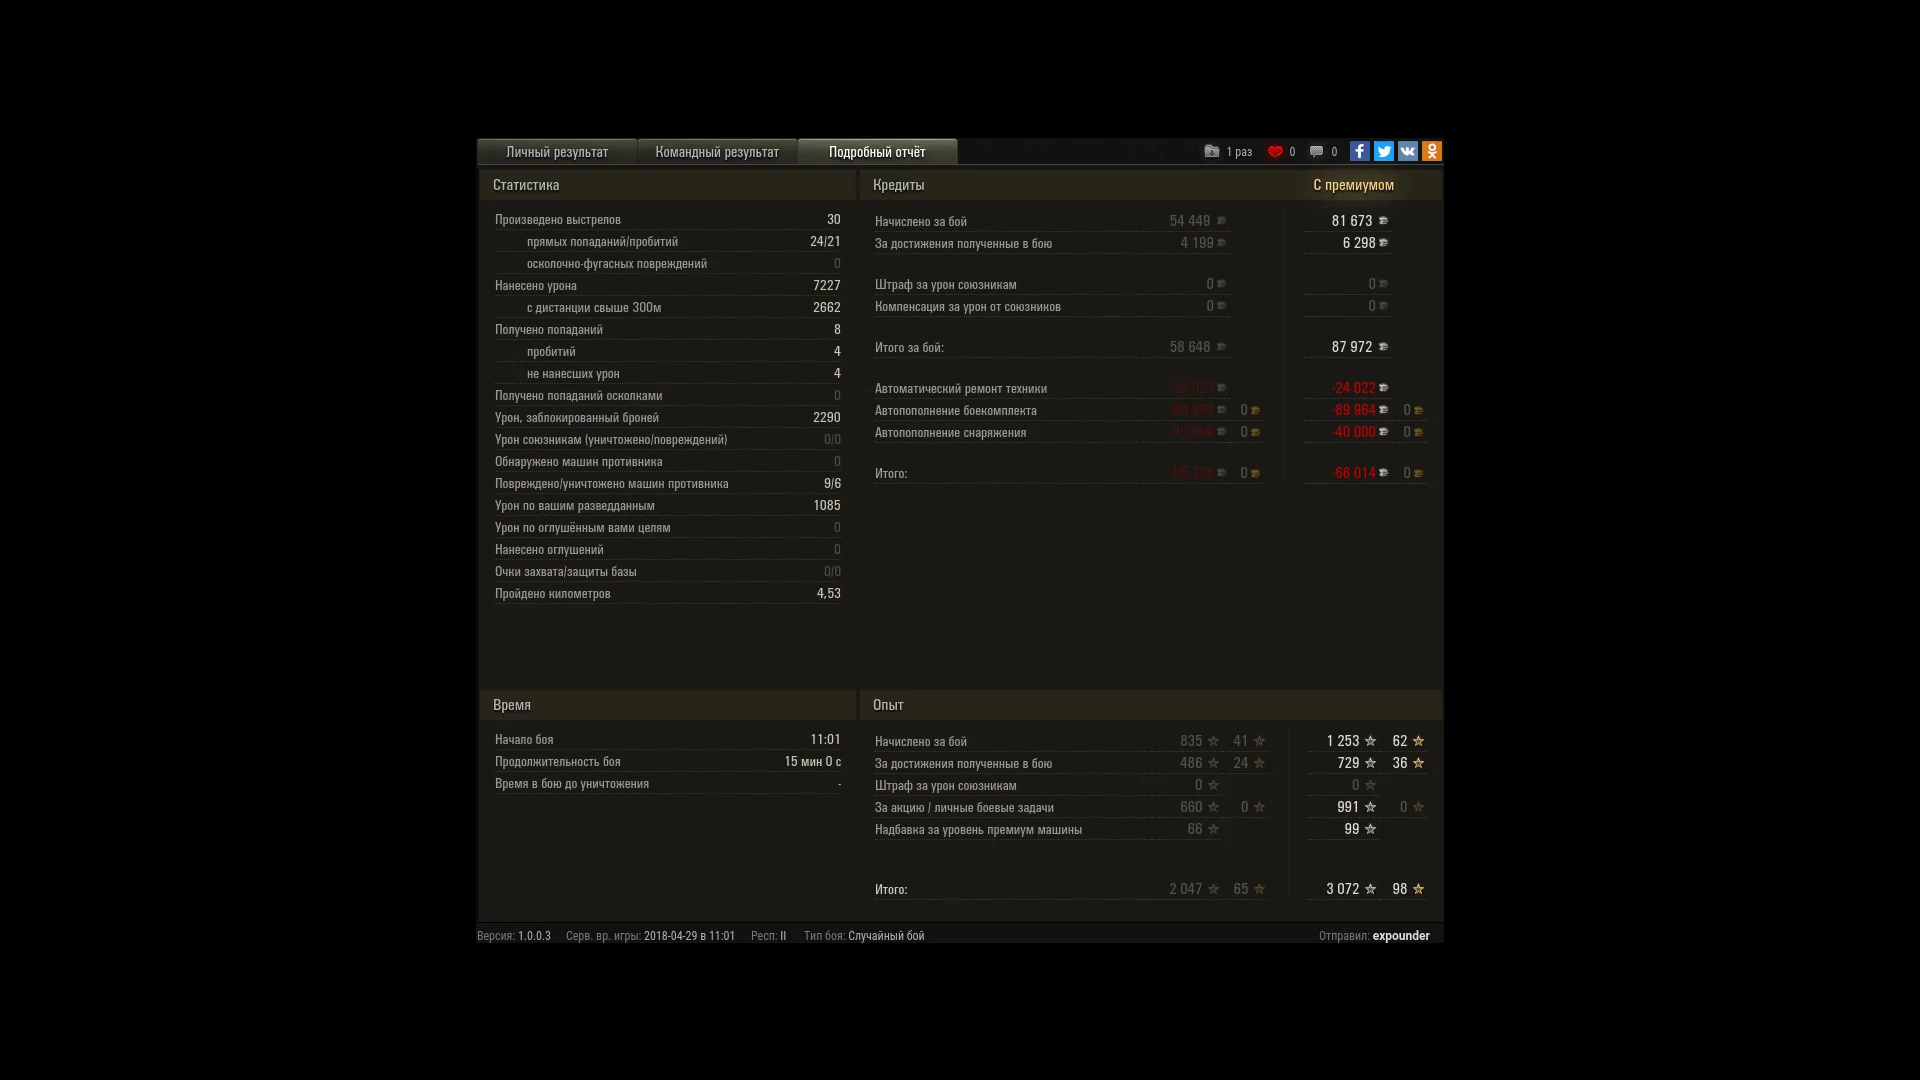 Личный результат Командный результат Подробный отчёт 1 раз 0 0
Статистика
Произведено выстрелов 30
прямых попаданий/пробитий 24/21
осколочно-фугасных повреждений 0
Нанесено урона 7227
с дистанции свыше 300м 2662
Получено попаданий 8
пробитий 4
не нанесших урон 4
Получено попаданий осколками 0
Урон, заблокированный броней 2290
Урон союзникам (уничтожено/повреждений) 0/0
Обнаружено машин противника 0
Повреждено/уничтожено машин противника 9/6
Урон по вашим разведданным 1085
Урон по оглушённым вами целям 0
Нанесено оглушений 0
Очки захвата/защиты базы 0/0
Пройдено километров 4,53
Кредиты С премиумом
Начислено за бой 54 449 81 673
За достижения полученные в бою 4 199 6 298
Штраф за урон союзникам 0 0
Компенсация за урон от союзников 0 0
Итого за бой: 58 648 87 972
Автоматический ремонт техники -24 022 -24 022
Автопополнение боекомплекта -89 964 0 -89 964 0
Автопополнение снаряжения -40 000 0 -40 000 0
Итого: -95 338 0 -66 014 0
Время
Начало боя 11:01
Продолжительность боя 15 мин 0 с
Время в бою до уничтожения -
Опыт
Начислено за бой 835 41 1 253 62
За достижения полученные в бою 486 24 729 36
Штраф за урон союзникам 0 0
За акцию / личные боевые задачи 660 0 991 0
Надбавка за уровень премиум машины 66 99
Итого: 2 047 65 3 072 98
Версия: 1.0.0.3 Серв. вр. игры: 2018-04-29 в 11:01 Респ: II Тип боя: Случайный бой Отправил: expounder